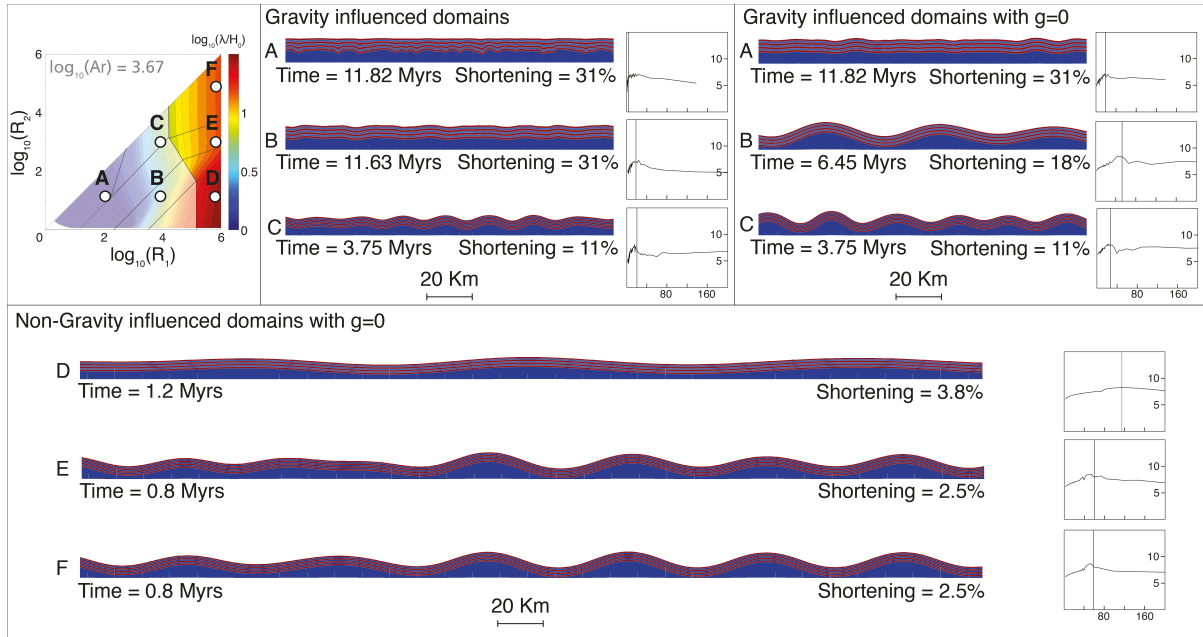 log₁₀(λ/H₀)
6
log₁₀(Ar) = 3.67
F
1
4
C
E
log₁₀(R₂)
2
A
B
D
0.5
0
0
2
4
6
0
log₁₀(R₁)
Gravity influenced domains
A
Time = 11.82 Myrs Shortening = 31%
10
5
B
Time = 11.63 Myrs Shortening = 31%
10
5
C
Time = 3.75 Myrs Shortening = 11%
10
5
80 160
20 Km
Gravity influenced domains with g=0
A
Time = 11.82 Myrs Shortening = 31%
10
5
B
Time = 6.45 Myrs Shortening = 18%
10
5
C
Time = 3.75 Myrs Shortening = 11%
10
5
80 160
20 Km
Non-Gravity influenced domains with g=0
D
Time = 1.2 Myrs Shortening = 3.8%
10
5
E
Time = 0.8 Myrs Shortening = 2.5%
10
5
F
Time = 0.8 Myrs Shortening = 2.5%
10
5
80 160
20 Km